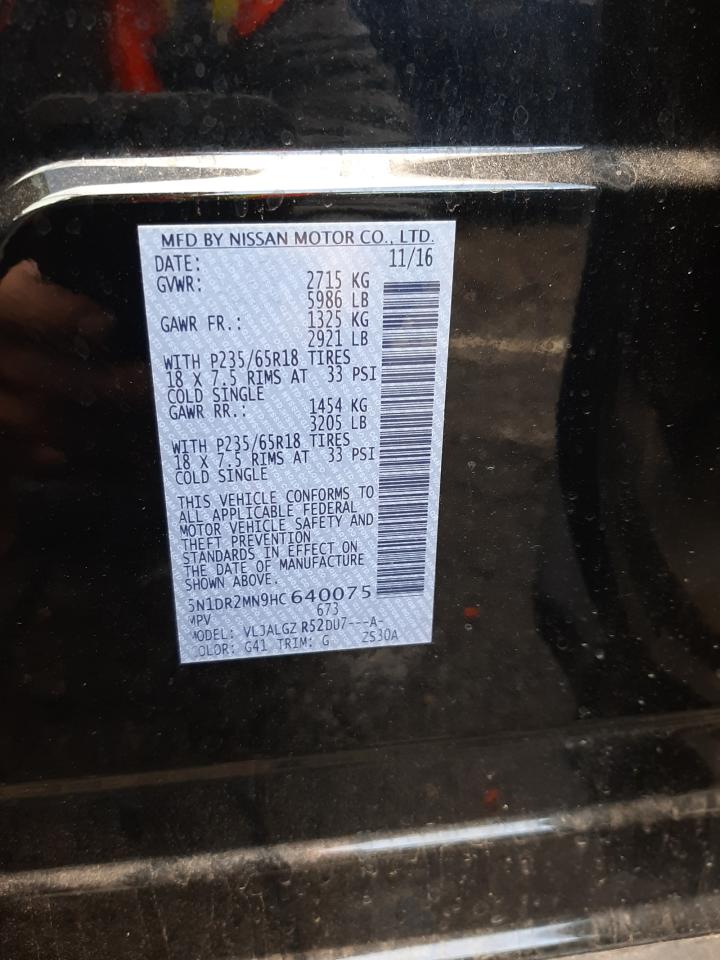 MFD BY NISSAN MOTOR CO., LTD.
DATE: 11/16
GVWR: 2715 KG
5986 LB
GAWR FR.: 1325 KG
2921 LB
WITH P235/65R18 TIRES
18 X 7.5 RIMS AT 33 PSI
COLD SINGLE
GAWR RR.: 1454 KG
3205 LB
WITH P235/65R18 TIRES
18 X 7.5 RIMS AT 33 PSI
COLD SINGLE
THIS VEHICLE CONFORMS TO
ALL APPLICABLE FEDERAL
MOTOR VEHICLE SAFETY AND
THEFT PREVENTION
STANDARDS IN EFFECT ON
THE DATE OF MANUFACTURE
SHOWN ABOVE.
5N1DR2MN9HC640075
MPV 673
MODEL: VLJALGZ R52DU7---A-
COLOR: G41 TRIM: G ZS30A